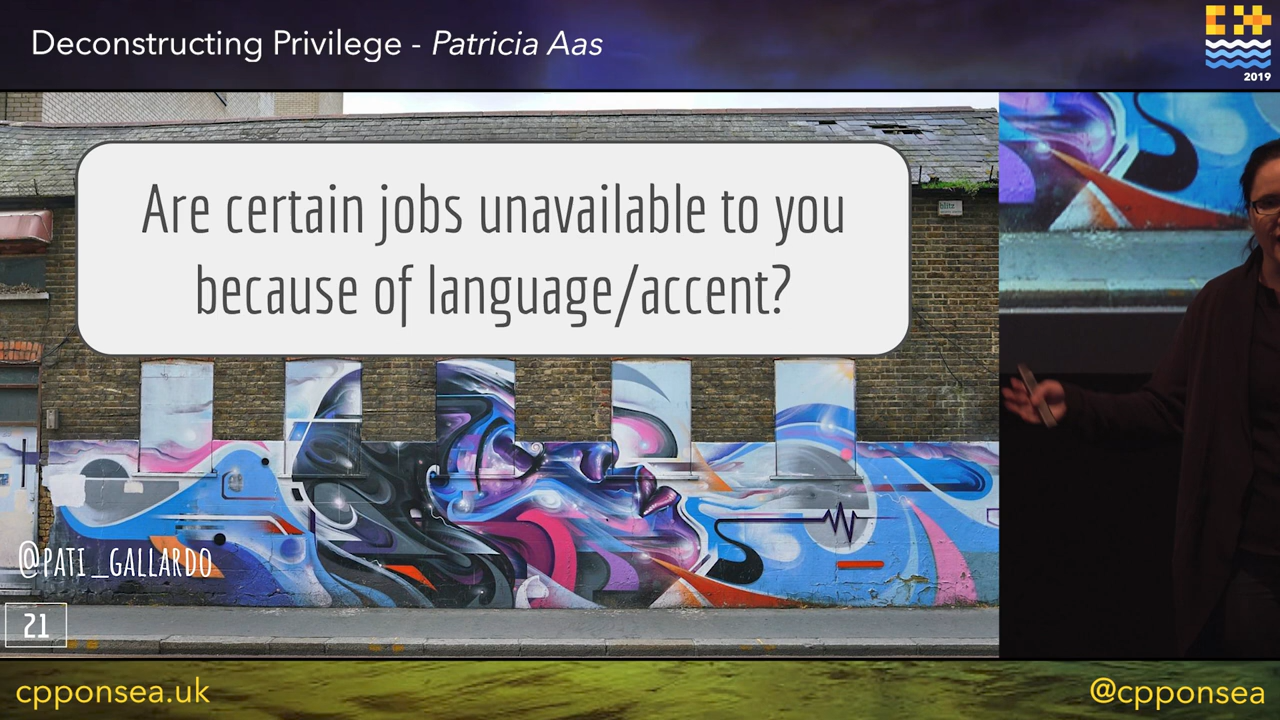 Deconstructing Privilege - Patricia Aas
2019
Are certain jobs unavailable to you
because of language/accent?
blitz
@PATI_GALLARDO
21
cpponsea.uk
@cpponsea